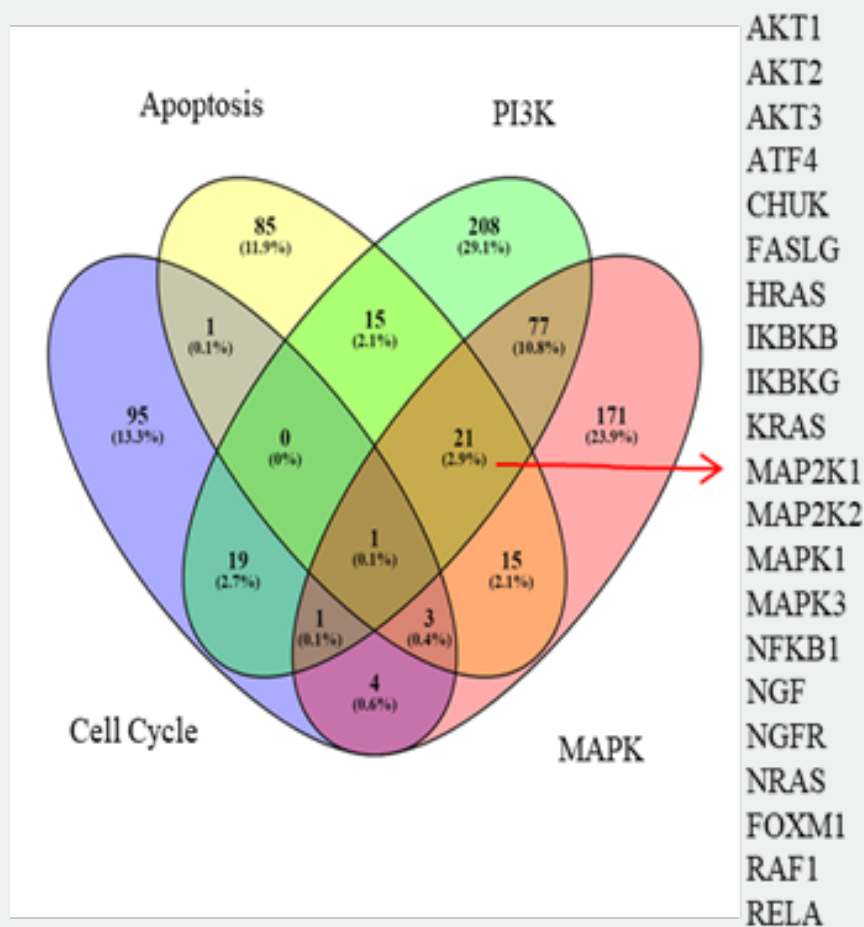 Apoptosis
PI3K
85
(11.9%)
208
(29.1%)
1
(0.1%)
15
(2.1%)
77
(10.8%)
95
(13.3%)
0
(0%)
21
(2.9%)
171
(23.9%)
19
(2.7%)
1
(0.1%)
15
(2.1%)
1
(0.1%)
3
(0.4%)
4
(0.6%)
Cell Cycle
MAPK
AKT1
AKT2
AKT3
ATF4
CHUK
FASLG
HRAS
IKBKB
IKBKG
KRAS
MAP2K1
MAP2K2
MAPK1
MAPK3
NFKB1
NGF
NGFR
NRAS
FOXM1
RAF1
RELA